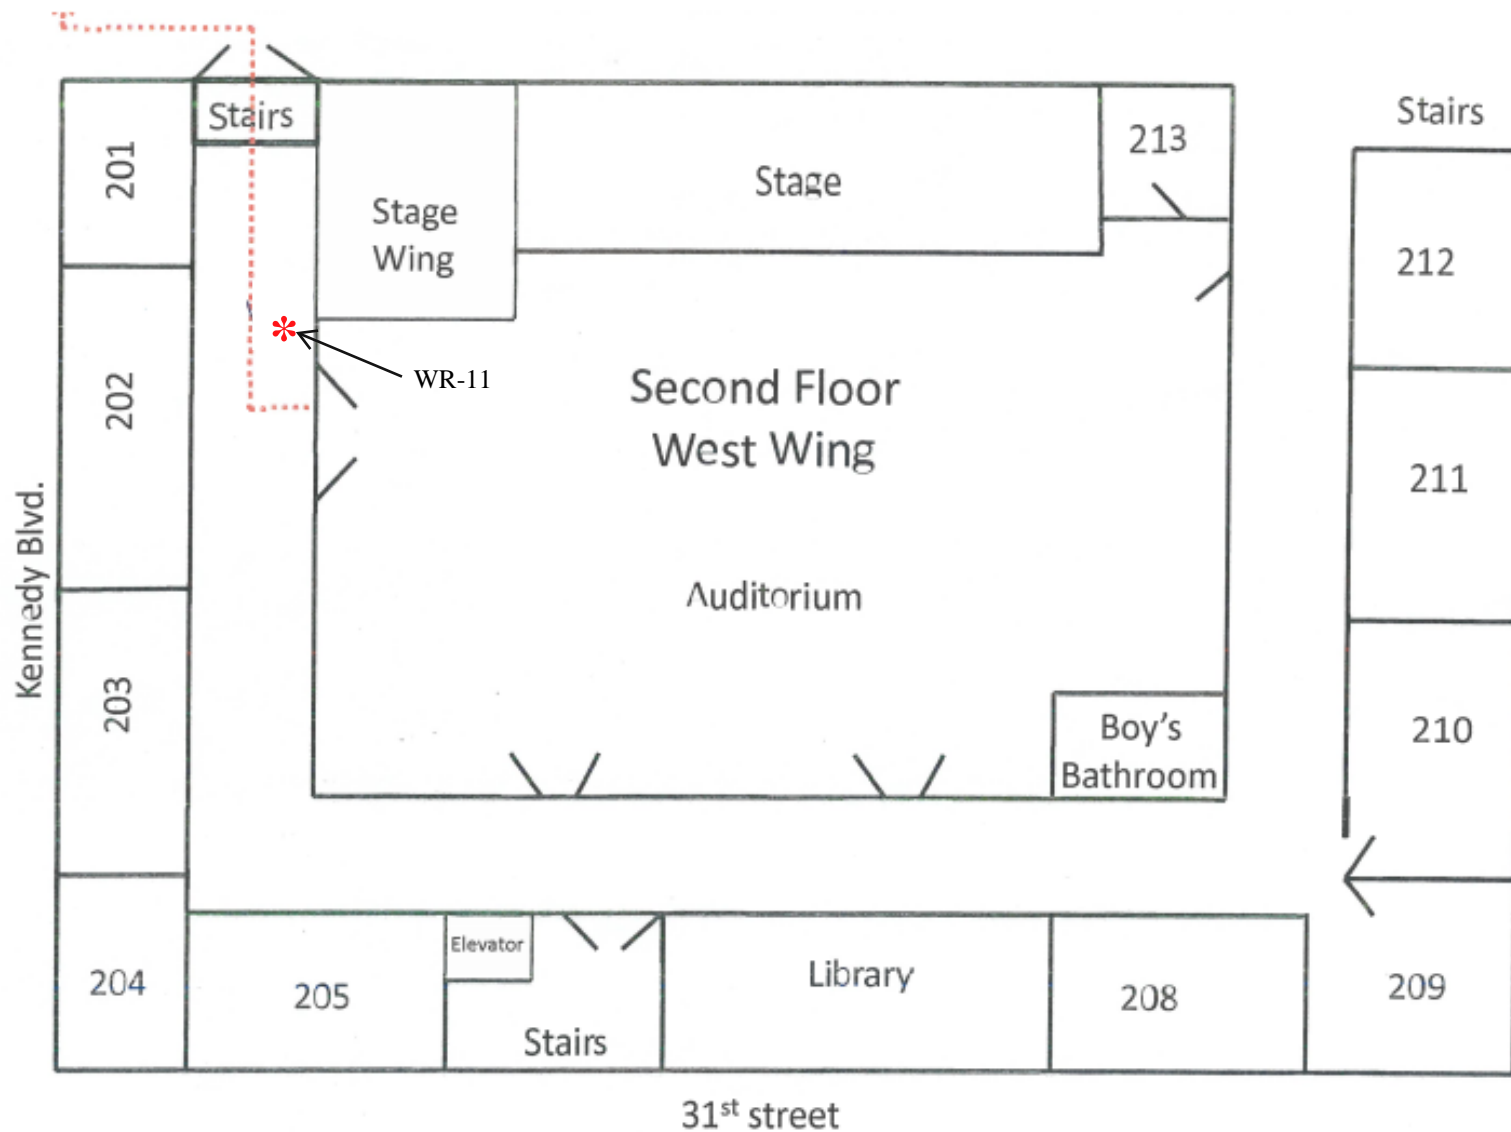 Stairs
Stairs
201
213
Stage
Stage
Wing
212
WR-11
Second Floor
West Wing
202
211
Kennedy Blvd.
Auditorium
203
Boy's
Bathroom
210
Elevator
204
205
Stairs
Library
208
209
31st street